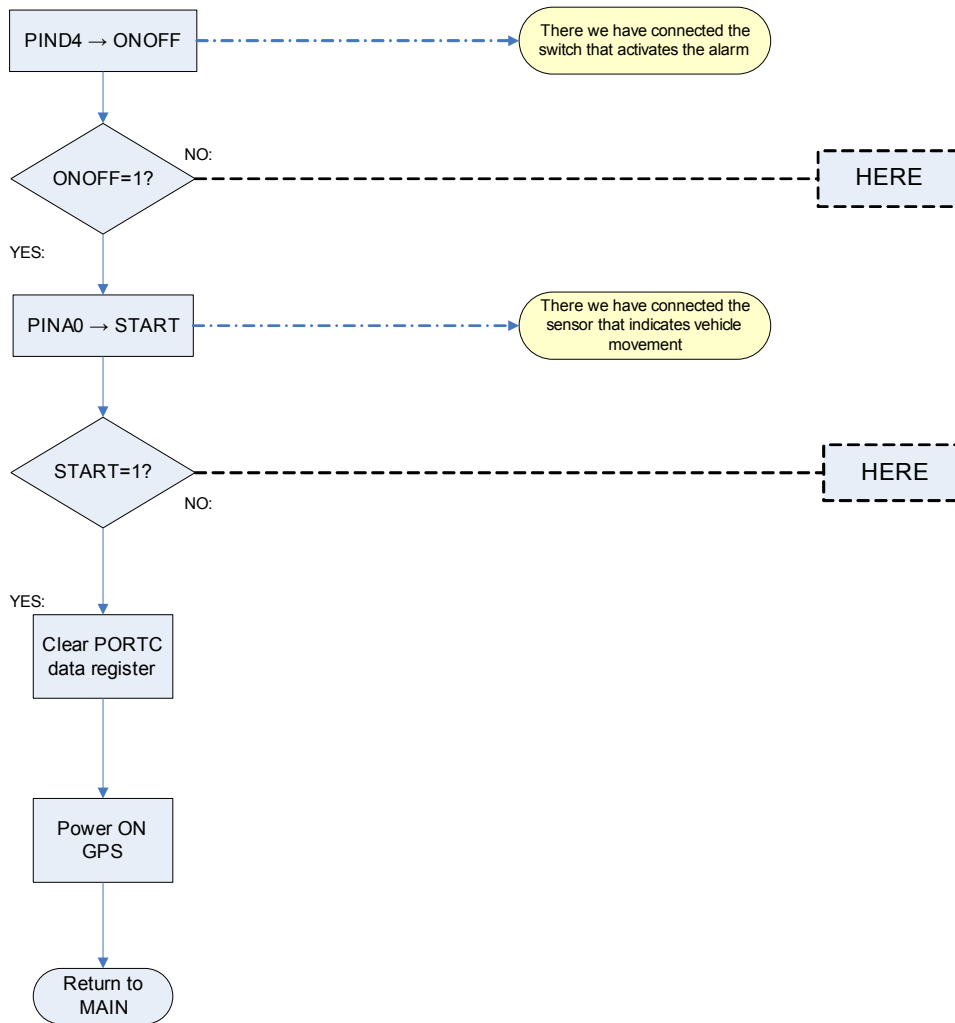 PIND4 → ONOFF
There we have connected the
switch that activates the alarm
NO:
ONOFF=1?
HERE
YES:
PINA0 → START
There we have connected the
sensor that indicates vehicle
movement
START=1?
HERE
NO:
YES:
Clear PORTC
data register
Power ON
GPS
Return to
MAIN